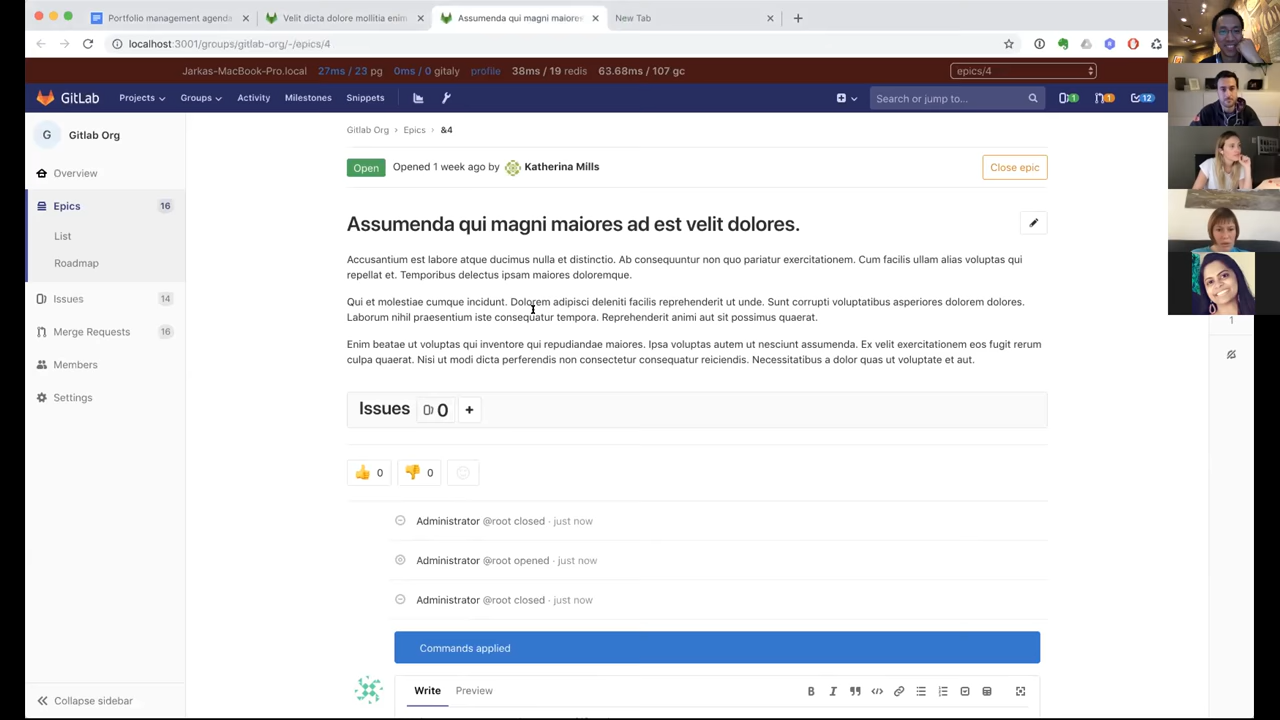 Portfolio management agenda
Velit dicta dolore mollitia enim
Assumenda qui magni maiores
New Tab
localhost:3001/groups/gitlab-org/-/epics/4
Jarkas-MacBook-Pro.local 27ms / 23 pg 0ms / 0 gitaly profile 38ms / 19 redis 63.68ms / 107 gc epics/4
GitLab Projects Groups Activity Milestones Snippets Search or jump to... 1 1 12
G Gitlab Org
Overview
Epics 16
List
Roadmap
Issues 14
Merge Requests 16
Members
Settings
Collapse sidebar
Gitlab Org › Epics › &4
Open Opened 1 week ago by Katherina Mills Close epic
Assumenda qui magni maiores ad est velit dolores.
Accusantium est labore atque ducimus nulla et distinctio. Ab consequuntur non quo pariatur exercitationem. Cum facilis ullam alias voluptas qui
repellat et. Temporibus delectus ipsam maiores doloremque.
Qui et molestiae cumque incidunt. Dolorem adipisci deleniti facilis reprehenderit ut unde. Sunt corrupti voluptatibus asperiores dolorem dolores.
Laborum nihil praesentium iste consequatur tempora. Reprehenderit animi aut sit possimus quaerat.
Enim beatae ut voluptas qui inventore qui repudiandae maiores. Ipsa voluptas autem ut nesciunt assumenda. Ex velit exercitationem eos fugit rerum
culpa quaerat. Nisi ut modi dicta perferendis non consectetur consequatur reiciendis. Necessitatibus a dolor quas ut voluptate et aut.
Issues 0 +
0 0
Administrator @root closed · just now
Administrator @root opened · just now
Administrator @root closed · just now
Commands applied
Write Preview B I
1